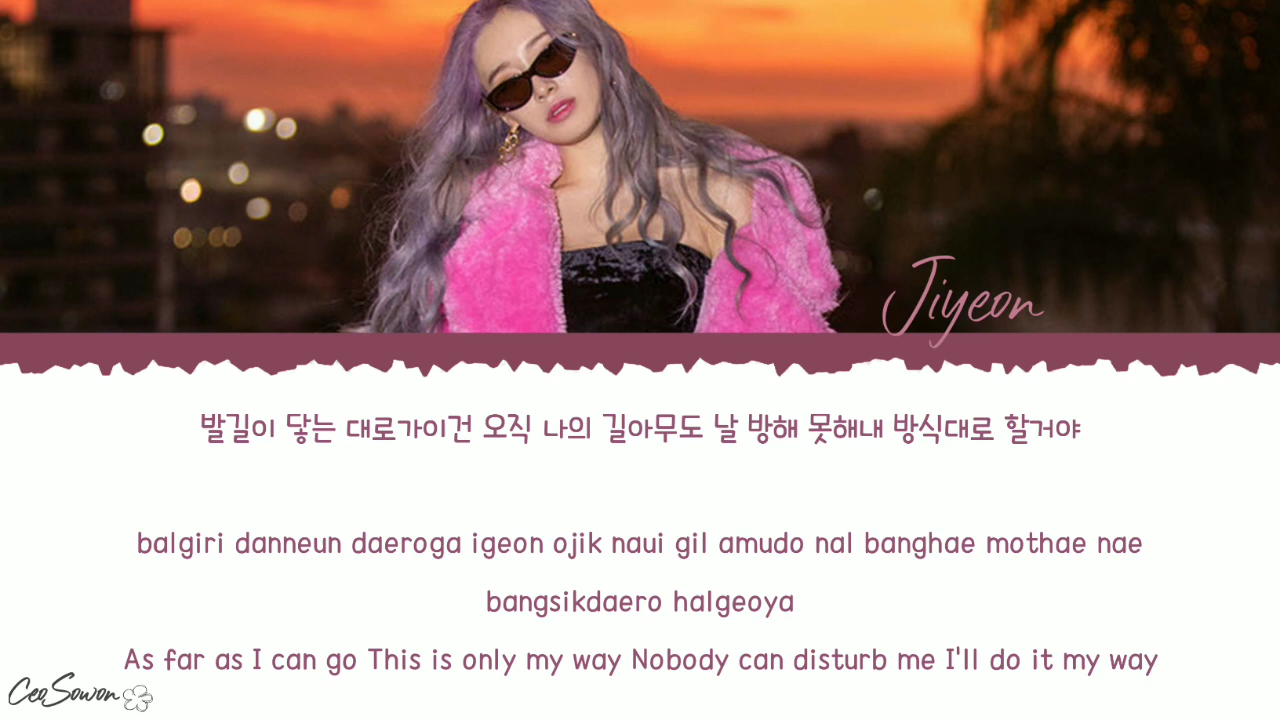 Jiyeon
발길이 닿는 대로가이건 오직 나의 길아무도 날 방해 못해내 방식대로 할거야
balgiri danneun daeroga igeon ojik naui gil amudo nal banghae mothae nae
bangsikdaero halgeoya
As far as I can go This is only my way Nobody can disturb me I'll do it my way
CeoSowon